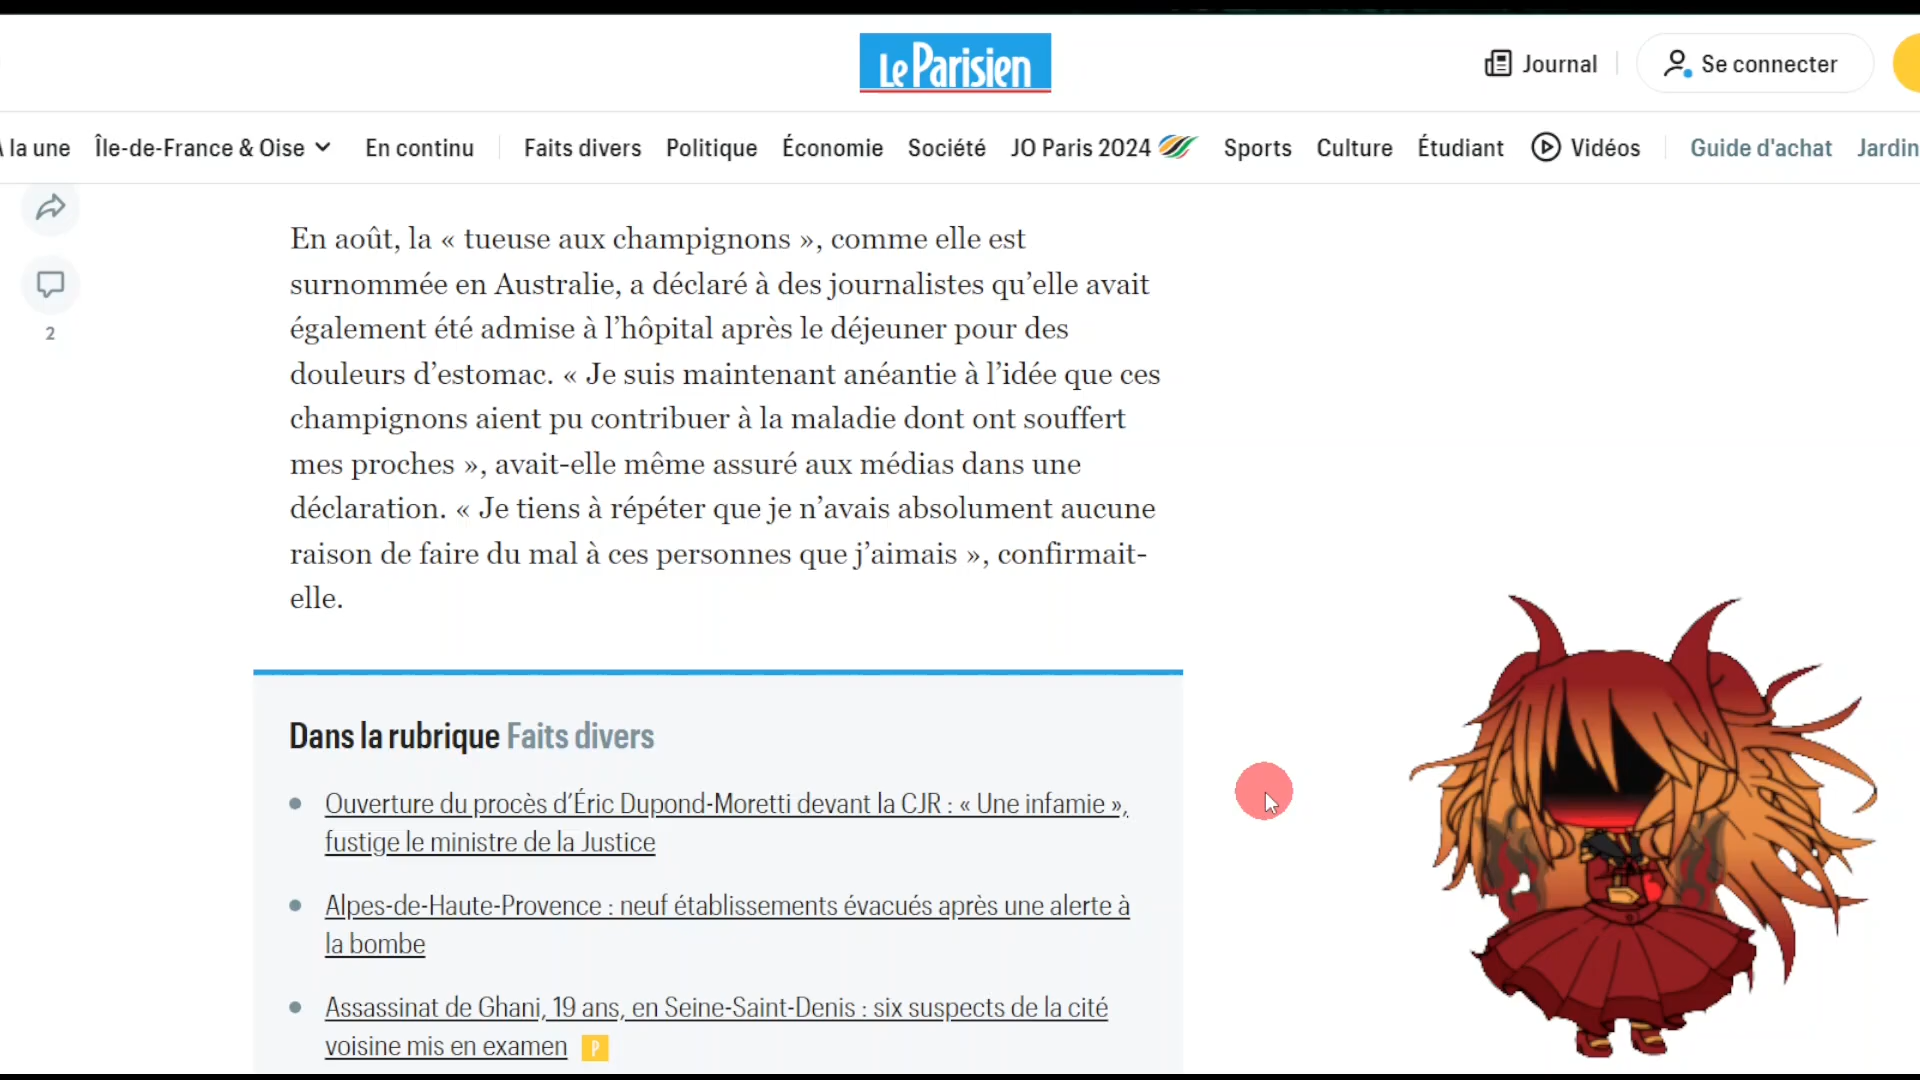 Le Parisien
Journal
Se connecter
À la une
Île-de-France & Oise
En continu
Faits divers
Politique
Économie
Société
JO Paris 2024
Sports
Culture
Étudiant
Vidéos
Guide d'achat
Jardin
2
En août, la « tueuse aux champignons », comme elle est
surnommée en Australie, a déclaré à des journalistes qu’elle avait
également été admise à l’hôpital après le déjeuner pour des
douleurs d’estomac. « Je suis maintenant anéantie à l’idée que ces
champignons aient pu contribuer à la maladie dont ont souffert
mes proches », avait-elle même assuré aux médias dans une
déclaration. « Je tiens à répéter que je n’avais absolument aucune
raison de faire du mal à ces personnes que j’aimais », confirmait-
elle.
Dans la rubrique Faits divers
Ouverture du procès d’Éric Dupond-Moretti devant la CJR : « Une infamie »,
fustige le ministre de la Justice
Alpes-de-Haute-Provence : neuf établissements évacués après une alerte à
la bombe
Assassinat de Ghani, 19 ans, en Seine-Saint-Denis : six suspects de la cité
voisine mis en examen P